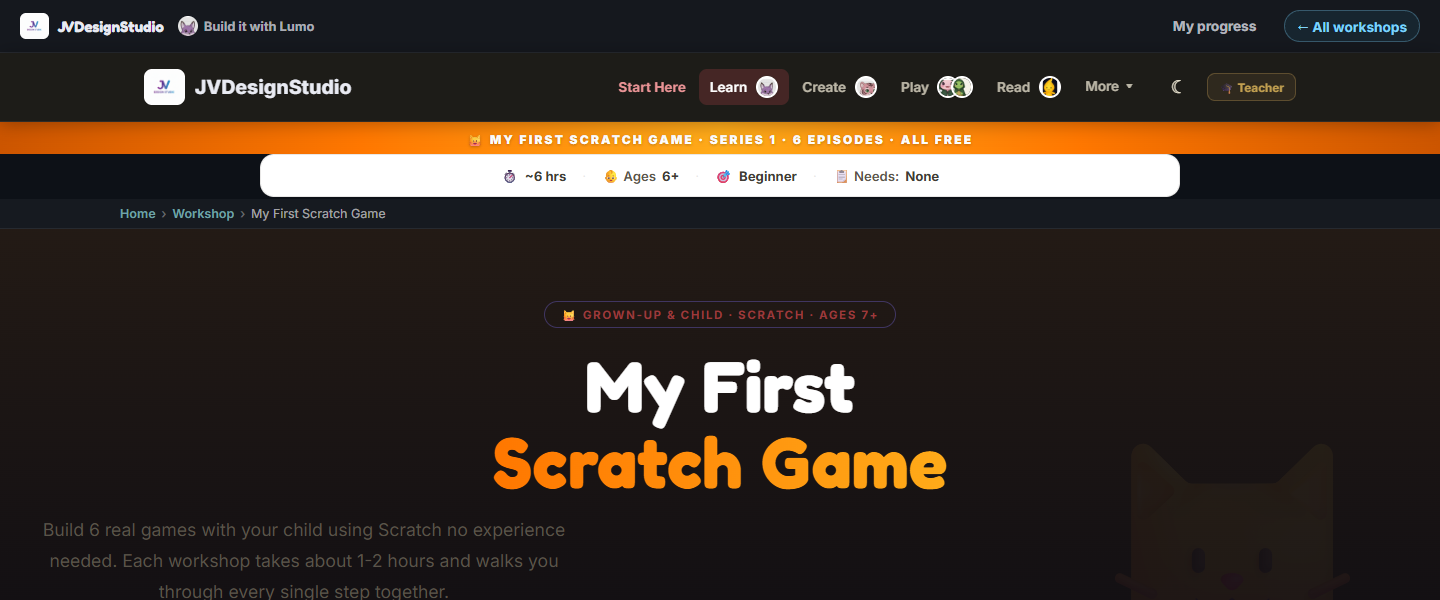 JVDesignStudio Build it with Lumo My progress ← All workshops
JVDesignStudio Start Here Learn Create Play Read More Teacher
MY FIRST SCRATCH GAME · SERIES 1 · 6 EPISODES · ALL FREE
~6 hrs · Ages 6+ · Beginner · Needs: None
Home › Workshop › My First Scratch Game
GROWN-UP & CHILD · SCRATCH · AGES 7+
My First
Scratch Game
Build 6 real games with your child using Scratch no experience
needed. Each workshop takes about 1-2 hours and walks you
through every single step together.